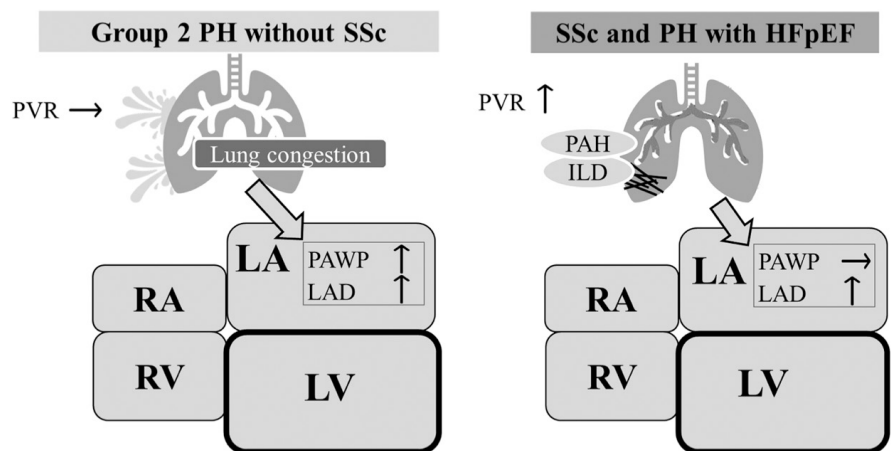 Group 2 PH without SSc
PVR →
Lung congestion
LA
PAWP ↑
LAD ↑
RA
RV
LV
SSc and PH with HFpEF
PVR ↑
PAH
ILD
LA
PAWP →
LAD ↑
RA
RV
LV